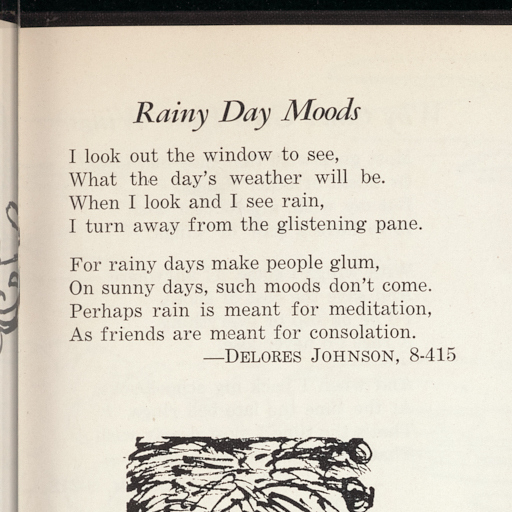 Rainy Day Moods
I look out the window to see,
What the day's weather will be.
When I look and I see rain,
I turn away from the glistening pane.
For rainy days make people glum,
On sunny days, such moods don't come.
Perhaps rain is meant for meditation,
As friends are meant for consolation.
—DELORES JOHNSON, 8-415